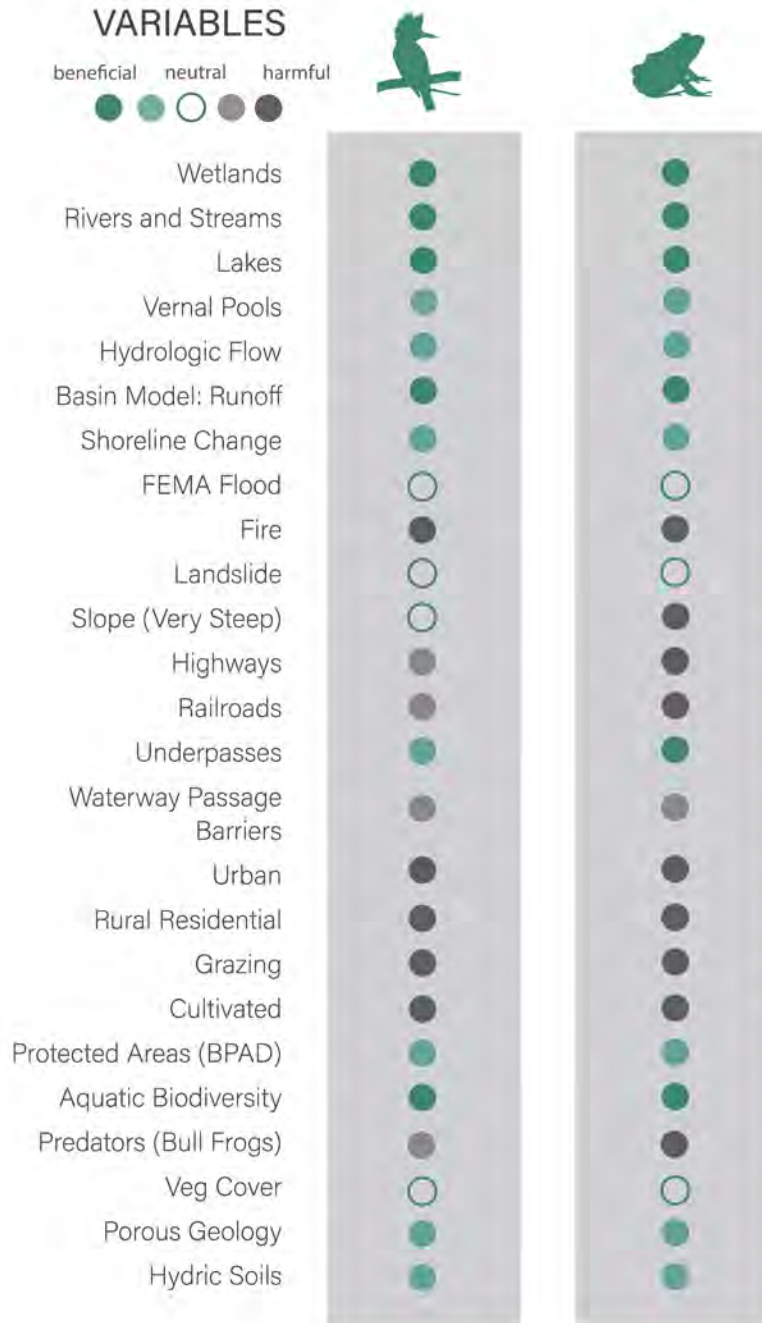 VARIABLES
beneficial neutral harmful
Wetlands
Rivers and Streams
Lakes
Vernal Pools
Hydrologic Flow
Basin Model: Runoff
Shoreline Change
FEMA Flood
Fire
Landslide
Slope (Very Steep)
Highways
Railroads
Underpasses
Waterway Passage
Barriers
Urban
Rural Residential
Grazing
Cultivated
Protected Areas (BPAD)
Aquatic Biodiversity
Predators (Bull Frogs)
Veg Cover
Porous Geology
Hydric Soils